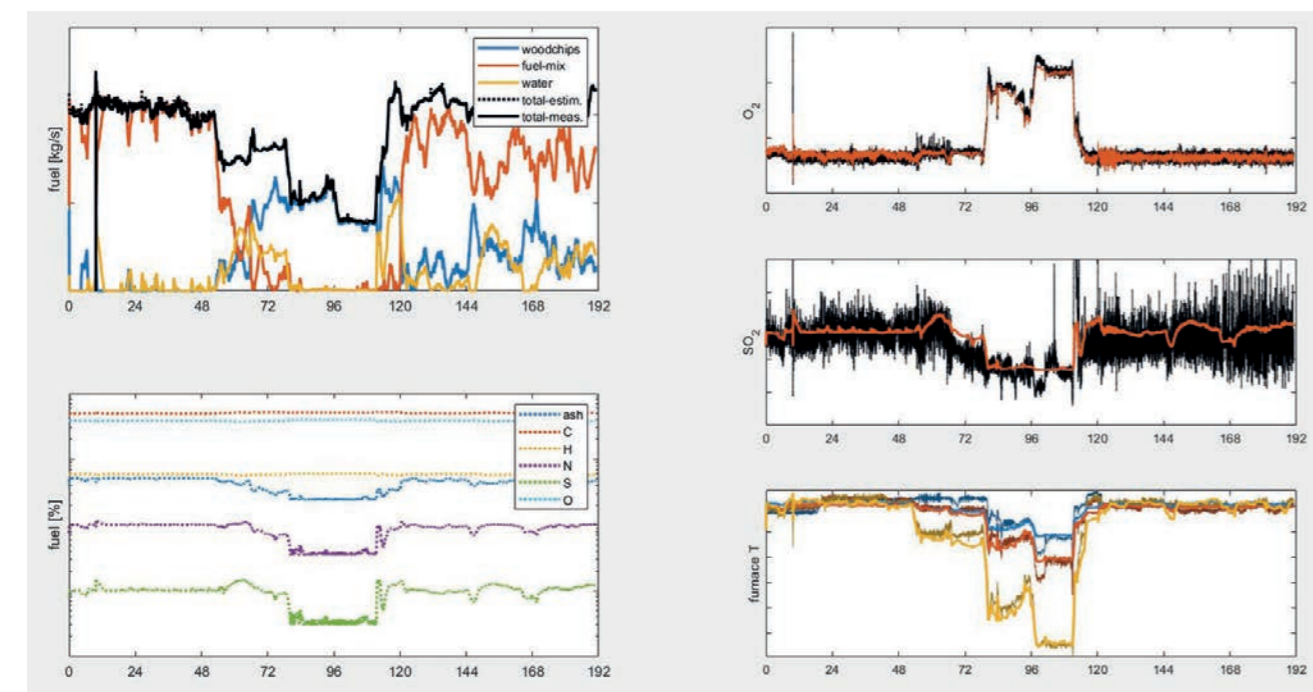 fuel [kg/s]
woodchips
fuel-mix
water
total-estim.
total-meas.
0 24 48 72 96 120 144 168 192
fuel [%]
ash
C
H
N
S
O
0 24 48 72 96 120 144 168 192
O2
0 24 48 72 96 120 144 168 192
SO2
0 24 48 72 96 120 144 168 192
furnace T
0 24 48 72 96 120 144 168 192